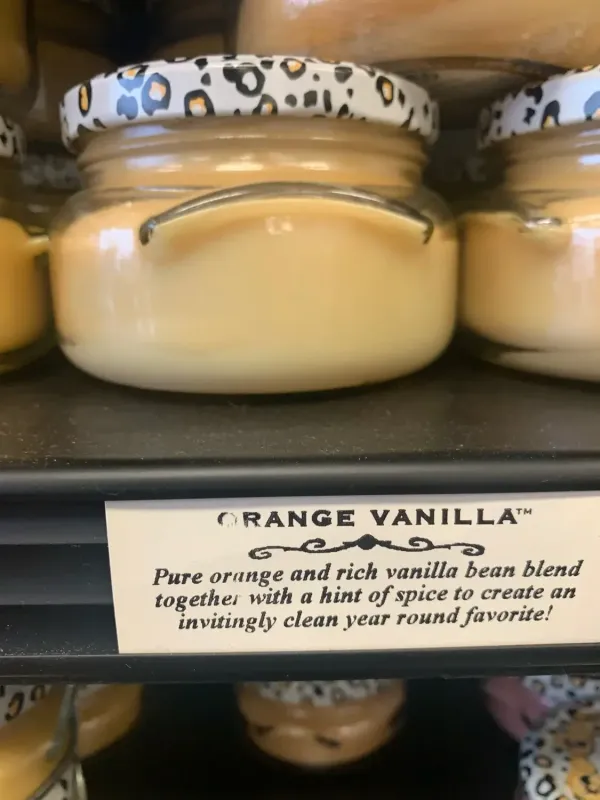 ORANGE VANILLA™
Pure orange and rich vanilla bean blend
together with a hint of spice to create an
invitingly clean year round favorite!